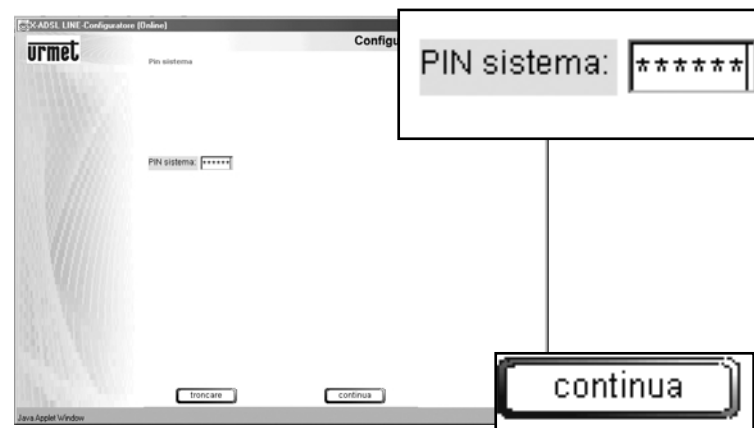 X-ADSL LINE-Configuratore (Online)
urmet
Configu
Pin sistema
PIN sistema: ******
PIN sistema: ******
troncare
continua
continua
Java Applet Window